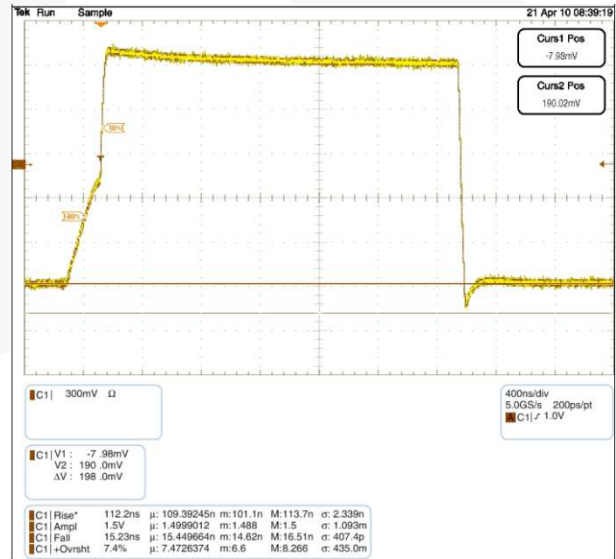 Tek Run Sample 21 Apr 10 08:39:19
Curs1 Pos
-7.98mV
Curs2 Pos
190.02mV
T
C1 300mV Ω
400ns/div
5.0GS/s 200ps/pt
A C1 / 1.0V
C1 V1 : -7 .98mV
V2 : 190 .0mV
ΔV : 198 .0mV
C1 Rise* 112.2ns μ: 109.39245n m: 101.1n M: 113.7n σ: 2.339n
C1 Ampl 1.5V μ: 1.4999012 m: 1.488 M: 1.5 σ: 1.093m
C1 Fall 15.23ns μ: 15.449664n m: 14.62n M: 16.51n σ: 407.4p
C1 +Ovrsht 7.4% μ: 7.4726374 m: 6.6 M: 8.266 σ: 435.0m